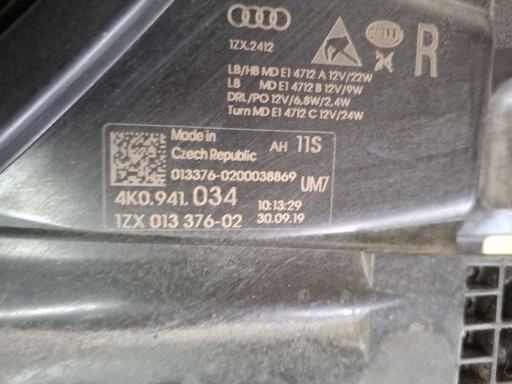 1ZX.2412
HELLA
R
LB/HB MD E1 4712 A 12V/22W
LB MD E1 4712 B 12V/9W
DRL/PO 12V/6,8W/2,4W
Turn MD E1 4712 C 12V/24W
Made in
Czech Republic
AH 11S
013376-0200038869
UM7
4K0.941.034
10:13:29
1ZX 013 376-02
30.09.19